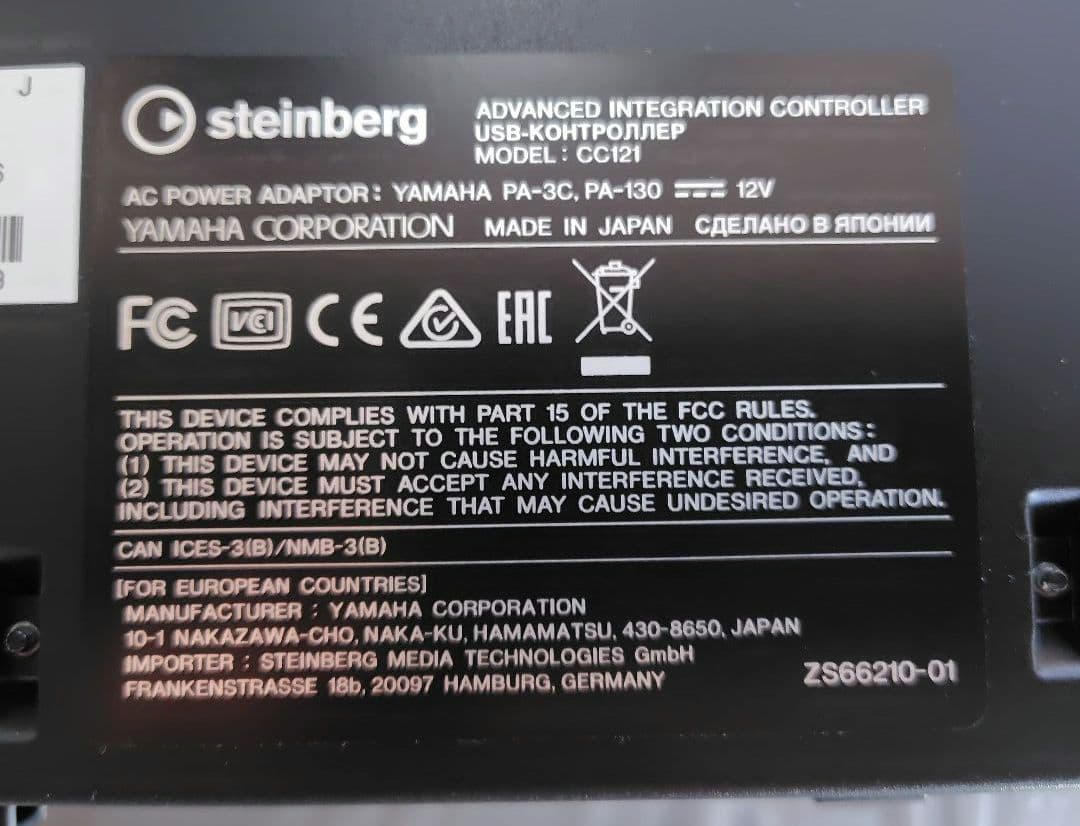 J
steinberg
ADVANCED INTEGRATION CONTROLLER
USB-КОНТРОЛЛЕР
MODEL : CC121
AC POWER ADAPTOR : YAMAHA PA-3C, PA-130 12V
YAMAHA CORPORATION MADE IN JAPAN СДЕЛАНО В ЯПОНИИ
FC VCI CE EAC
THIS DEVICE COMPLIES WITH PART 15 OF THE FCC RULES.
OPERATION IS SUBJECT TO THE FOLLOWING TWO CONDITIONS :
(1) THIS DEVICE MAY NOT CAUSE HARMFUL INTERFERENCE, AND
(2) THIS DEVICE MUST ACCEPT ANY INTERFERENCE RECEIVED,
INCLUDING INTERFERENCE THAT MAY CAUSE UNDESIRED OPERATION.
CAN ICES-3(B)/NMB-3(B)
[FOR EUROPEAN COUNTRIES]
MANUFACTURER : YAMAHA CORPORATION
10-1 NAKAZAWA-CHO, NAKA-KU, HAMAMATSU, 430-8650, JAPAN
IMPORTER : STEINBERG MEDIA TECHNOLOGIES GmbH
FRANKENSTRASSE 18b, 20097 HAMBURG, GERMANY
ZS66210-01